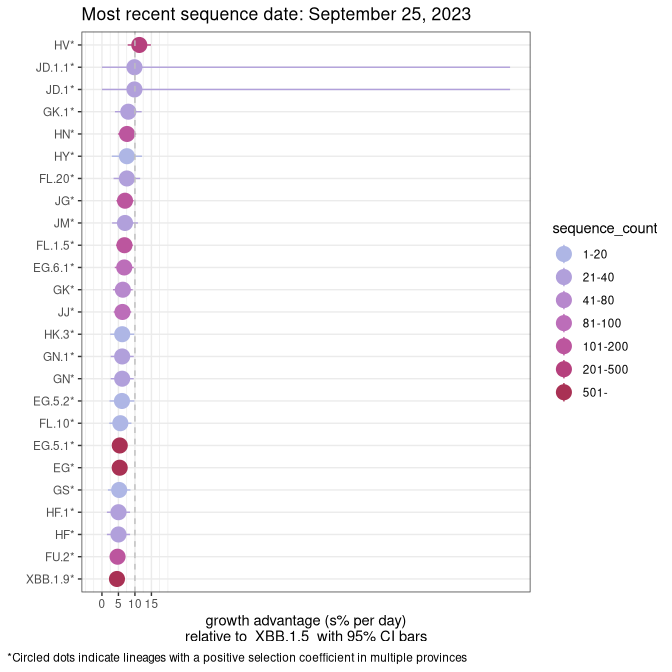 Most recent sequence date: September 25, 2023
HV*
JD.1.1*
JD.1*
GK.1*
HN*
HY*
FL.20*
JG*
JM*
FL.1.5*
EG.6.1*
GK*
JJ*
HK.3*
GN.1*
GN*
EG.5.2*
FL.10*
EG.5.1*
EG*
GS*
HF.1*
HF*
FU.2*
XBB.1.9*
0 5 10 15
growth advantage (s% per day)
relative to XBB.1.5 with 95% CI bars
sequence_count
1-20
21-40
41-80
81-100
101-200
201-500
501-
*Circled dots indicate lineages with a positive selection coefficient in multiple provinces